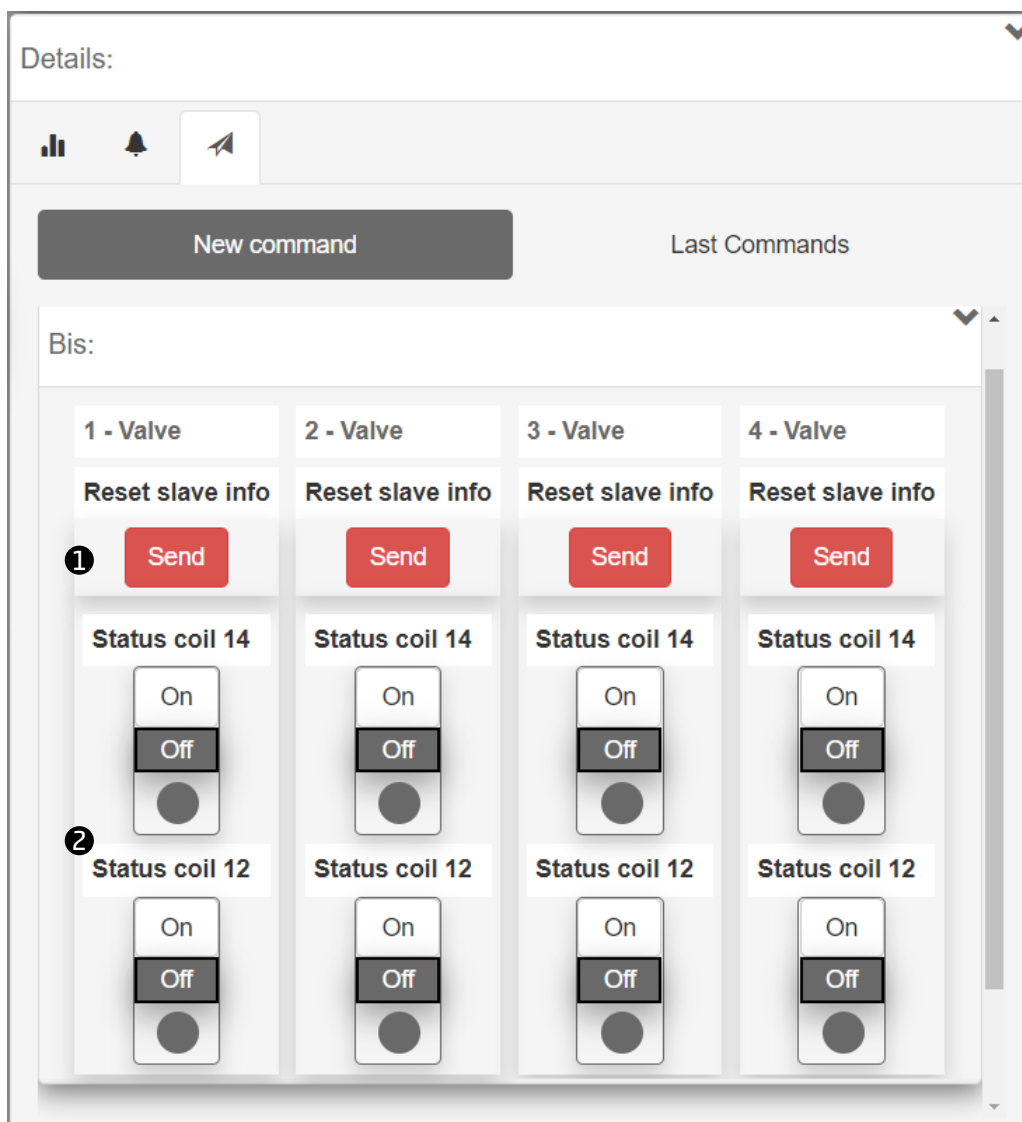 Details:
New command Last Commands
Bis:
1 - Valve 2 - Valve 3 - Valve 4 - Valve
Reset slave info Reset slave info Reset slave info Reset slave info
❶ Send Send Send Send
Status coil 14 Status coil 14 Status coil 14 Status coil 14
On On On On
Off Off Off Off
❷
Status coil 12 Status coil 12 Status coil 12 Status coil 12
On On On On
Off Off Off Off